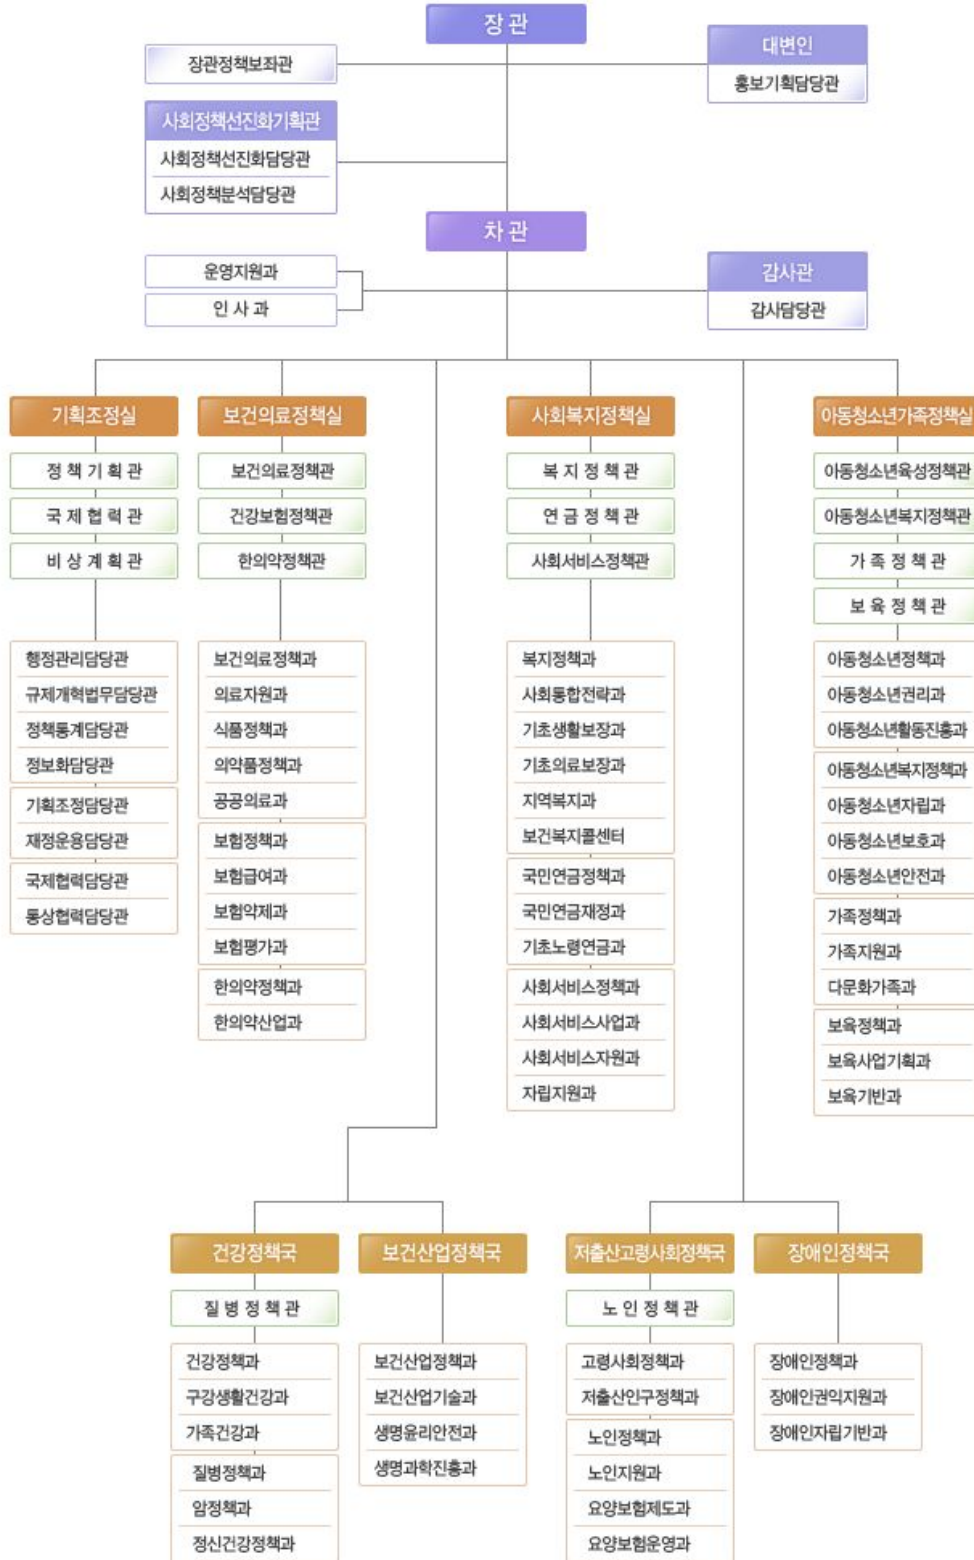 장 관
대변인
홍보기획담당관
장관정책보좌관
사회정책선진화기획관
사회정책선진화담당관
사회정책분석담당관
차 관
운영지원과
인 사 과
감사관
감사담당관
기획조정실
정 책 기 획 관
국 제 협 력 관
비 상 계 획 관
행정관리담당관
규제개혁법무담당관
정책통계담당관
정보화담당관
기획조정담당관
재정운용담당관
국제협력담당관
통상협력담당관
보건의료정책실
보건의료정책관
건강보험정책관
한의약정책관
보건의료정책과
의료자원과
식품정책과
의약품정책과
공공의료과
보험정책과
보험급여과
보험약제과
보험평가과
한의약정책과
한의약산업과
사회복지정책실
복 지 정 책 관
연 금 정 책 관
사회서비스정책관
복지정책과
사회통합전략과
기초생활보장과
기초의료보장과
지역복지과
보건복지콜센터
국민연금정책과
국민연금재정과
기초노령연금과
사회서비스정책과
사회서비스사업과
사회서비스자원과
자립지원과
아동청소년가족정책실
아동청소년육성정책관
아동청소년복지정책관
가 족 정 책 관
보 육 정 책 관
아동청소년정책과
아동청소년권리과
아동청소년활동진흥과
아동청소년복지정책과
아동청소년자립과
아동청소년보호과
아동청소년안전과
가족정책과
가족지원과
다문화가족과
보육정책과
보육사업기획과
보육기반과
건강정책국
질 병 정 책 관
건강정책과
구강생활건강과
가족건강과
질병정책과
암정책과
정신건강정책과
보건산업정책국
보건산업정책과
보건산업기술과
생명윤리안전과
생명과학진흥과
저출산고령사회정책국
노 인 정 책 관
고령사회정책과
저출산인구정책과
노인정책과
노인지원과
요양보험제도과
요양보험운영과
장애인정책국
장애인정책과
장애인권익지원과
장애인자립기반과